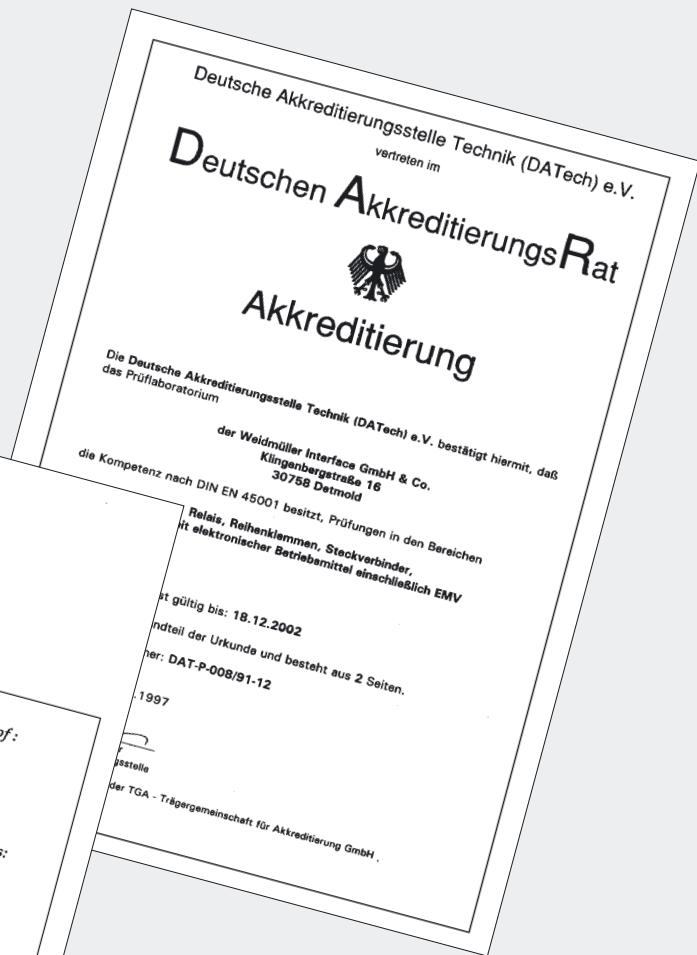 Deutsche Akkreditierungsstelle Technik (DATech) e.V.
vertreten im
Deutschen AkkreditierungsRat
Akkreditierung
Die Deutsche Akkreditierungsstelle Technik (DATech) e.V. bestätigt hiermit, daß
das Prüflaboratorium
der Weidmüller Interface GmbH & Co.
Klingenbergstraße 16
30758 Detmold
die Kompetenz nach DIN EN 45001 besitzt, Prüfungen in den Bereichen
Relais, Reihenklemmen, Steckverbinder,
elektronischer Betriebsmittel einschließlich EMV
gültig bis: 18.12.2002
der Urkunde und besteht aus 2 Seiten.
DAT-P-008/91-12
.1997
der TGA - Trägergemeinschaft für Akkreditierung GmbH
of: